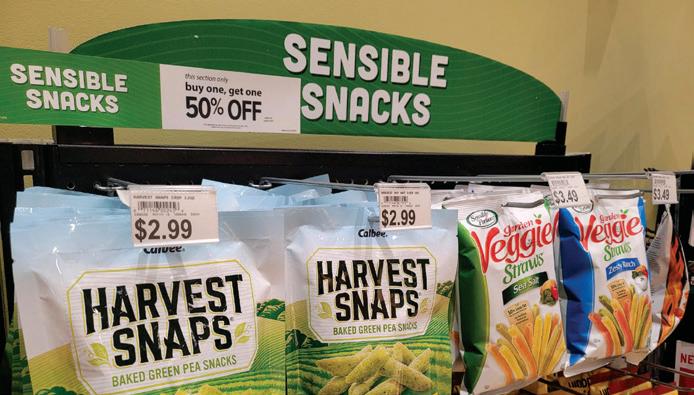 SENSIBLE
SNACKS
this section only
buy one, get one
50% OFF
SENSIBLE
SNACKS
HARVEST SNAPS
$2.99
Calbee
HARVEST
SNAPS
BAKED GREEN PEA SNACKS
$2.99
Calbee
HARVEST
SNAPS
BAKED GREEN PEA SNACKS
Sensible Portions
Garden
Veggie
Straws
Sea Salt
$3.49
Garden
Veggie
Straws
Zesty Ranch
$3.49